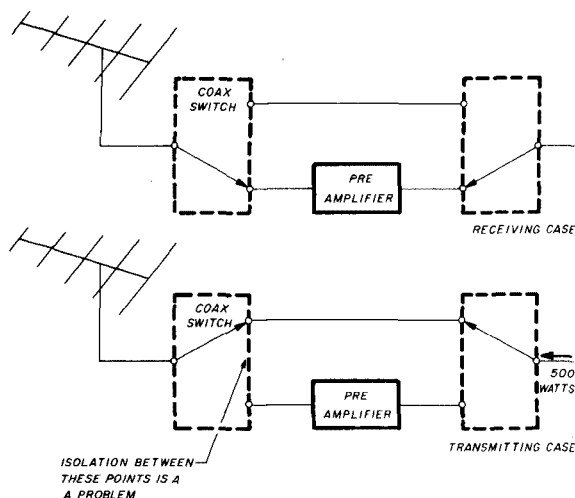 COAX
SWITCH
PRE
AMPLIFIER
RECEIVING CASE
COAX
SWITCH
500
WATTS
PRE
AMPLIFIER
TRANSMITTING CASE
ISOLATION BETWEEN
THESE POINTS IS A
A PROBLEM